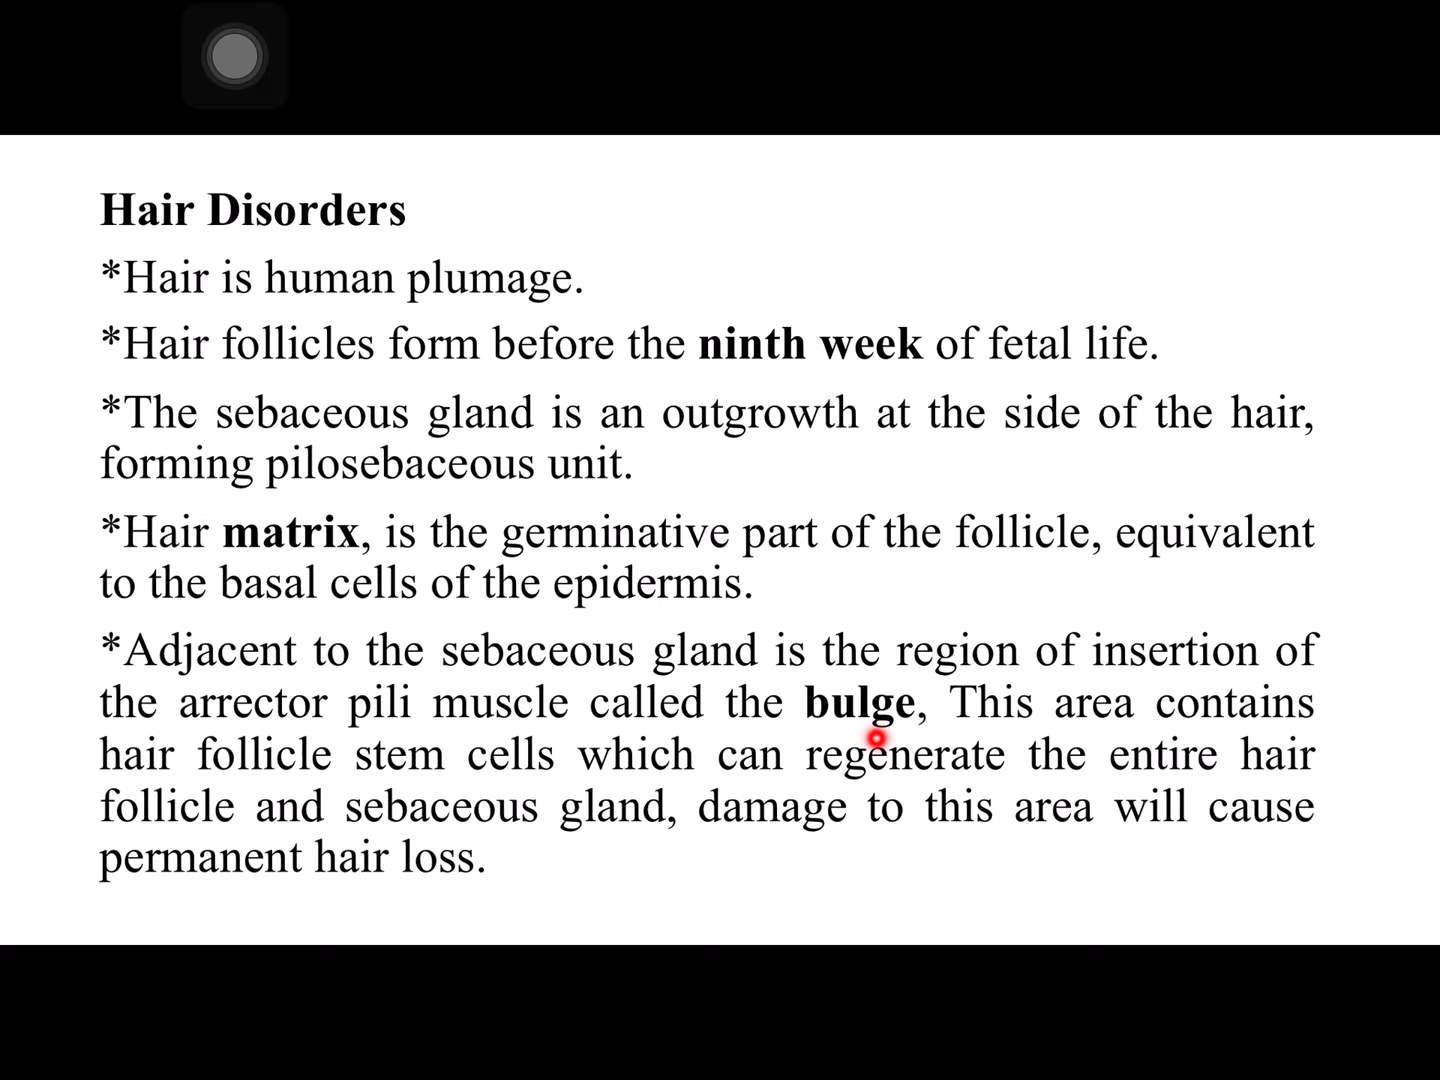 Hair Disorders
*Hair is human plumage.
*Hair follicles form before the ninth week of fetal life.
*The sebaceous gland is an outgrowth at the side of the hair,
forming pilosebaceous unit.
*Hair matrix, is the germinative part of the follicle, equivalent
to the basal cells of the epidermis.
*Adjacent to the sebaceous gland is the region of insertion of
the arrector pili muscle called the bulge, This area contains
hair follicle stem cells which can regenerate the entire hair
follicle and sebaceous gland, damage to this area will cause
permanent hair loss.